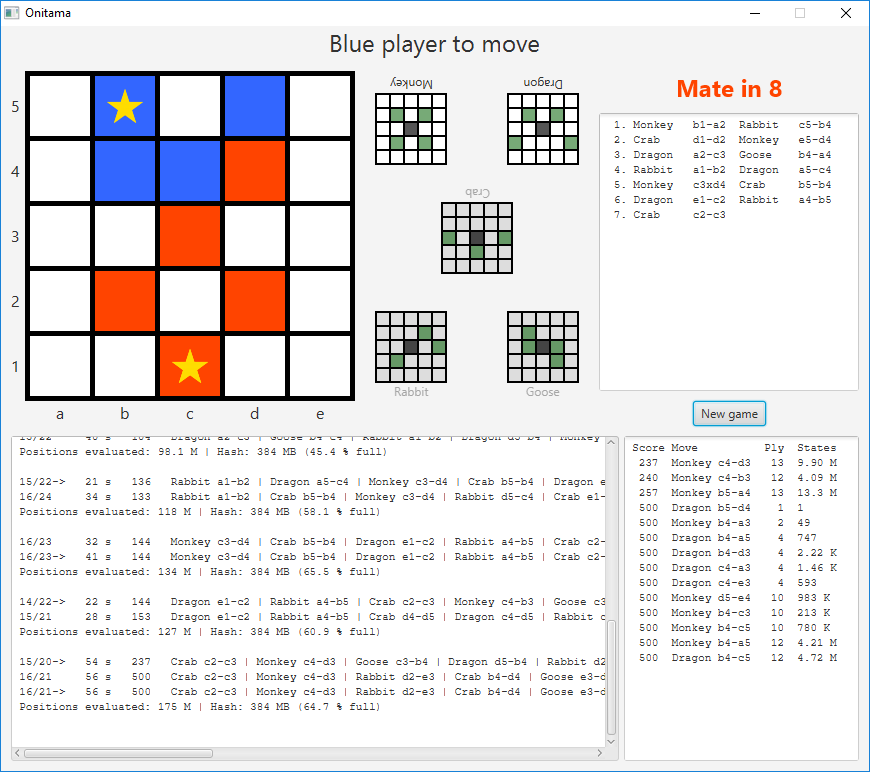 Onitama
Blue player to move
Monkey
Dragon
Crab
Rabbit
Goose
5
4
3
2
1
a b c d e
Mate in 8
1. Monkey b1-a2 Rabbit c5-b4
2. Crab d1-d2 Monkey e5-d4
3. Dragon a2-c3 Goose b4-a4
4. Rabbit a1-b2 Dragon a5-c4
5. Monkey c3xd4 Crab b5-b4
6. Dragon e1-c2 Rabbit a4-b5
7. Crab c2-c3
New game
Positions evaluated: 98.1 M | Hash: 384 MB (45.4 % full)
15/22-> 21 s 136 Rabbit a1-b2 | Dragon a5-c4 | Monkey c3-d4 | Crab b5-b4 | Dragon e
16/24 34 s 133 Rabbit a1-b2 | Crab b5-b4 | Monkey c3-d4 | Rabbit d5-c4 | Crab e1-
Positions evaluated: 118 M | Hash: 384 MB (58.1 % full)
16/23 32 s 144 Monkey c3-d4 | Crab b5-b4 | Dragon e1-c2 | Rabbit a4-b5 | Crab c2-
16/23-> 41 s 144 Monkey c3-d4 | Crab b5-b4 | Dragon e1-c2 | Rabbit a4-b5 | Crab c2-
Positions evaluated: 134 M | Hash: 384 MB (65.5 % full)
14/22-> 22 s 144 Dragon e1-c2 | Rabbit a4-b5 | Crab c2-c3 | Monkey c4-b3 | Goose c3
15/21 28 s 153 Dragon e1-c2 | Rabbit a4-b5 | Crab d4-d5 | Dragon c4-d5 | Rabbit c
Positions evaluated: 127 M | Hash: 384 MB (60.9 % full)
15/20-> 54 s 237 Crab c2-c3 | Monkey c4-d3 | Goose c3-b4 | Dragon d5-b4 | Rabbit d2
16/21 56 s 500 Crab c2-c3 | Monkey c4-d3 | Rabbit d2-e3 | Crab b4-d4 | Goose e3-d
16/21-> 56 s 500 Crab c2-c3 | Monkey c4-d3 | Rabbit d2-e3 | Crab b4-d4 | Goose e3-d
Positions evaluated: 175 M | Hash: 384 MB (64.7 % full)
Score Move Ply States
237 Monkey c4-d3 13 9.90 M
240 Monkey c4-b3 12 4.09 M
257 Monkey b5-a4 13 13.3 M
500 Dragon b5-d4 1 1
500 Monkey b4-a3 2 49
500 Dragon b4-a5 4 747
500 Dragon b4-d3 4 2.22 K
500 Dragon c4-a3 4 1.46 K
500 Dragon c4-e3 4 593
500 Monkey d5-e4 10 983 K
500 Monkey b4-c3 10 213 K
500 Monkey b4-c5 10 780 K
500 Monkey b4-a5 12 4.21 M
500 Dragon b4-c5 12 4.72 M